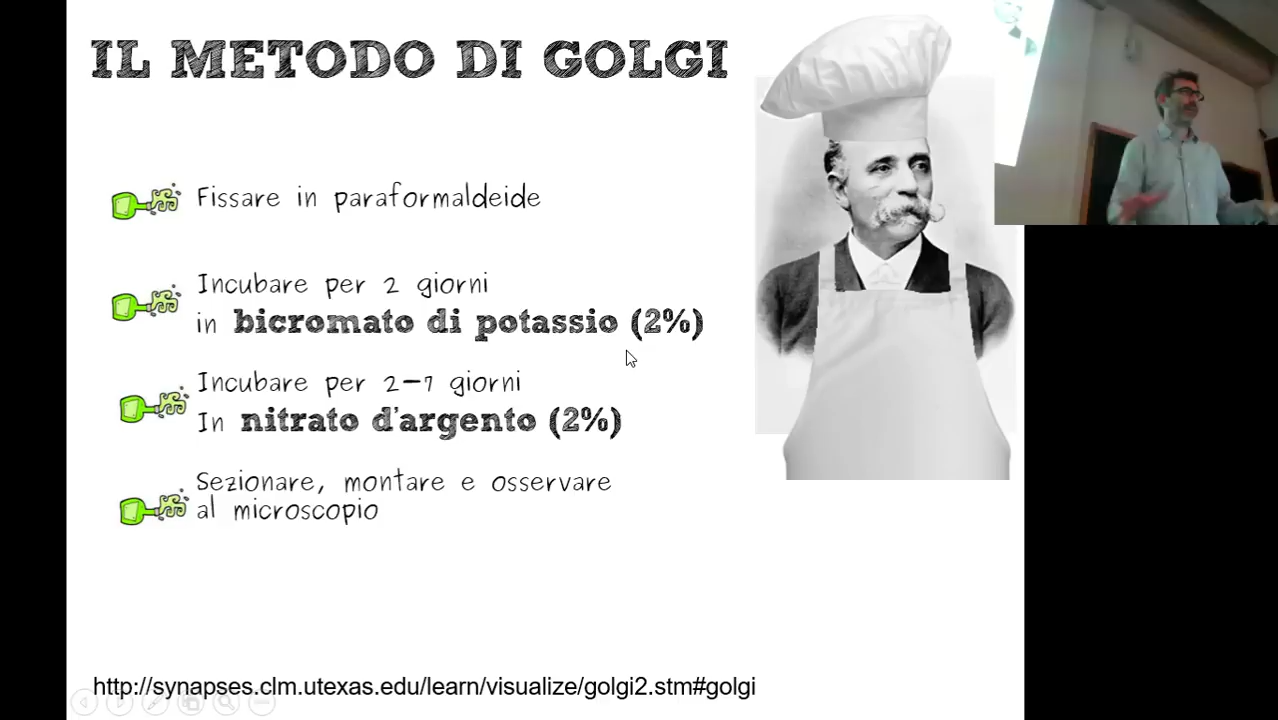 IL METODO DI GOLGI
Fissare in paraformaldeide
Incubare per 2 giorni
in bicromato di potassio (2%)
Incubare per 2-7 giorni
In nitrato d'argento (2%)
Sezionare, montare e osservare
al microscopio
http://synapses.clm.utexas.edu/learn/visualize/golgi2.stm#golgi